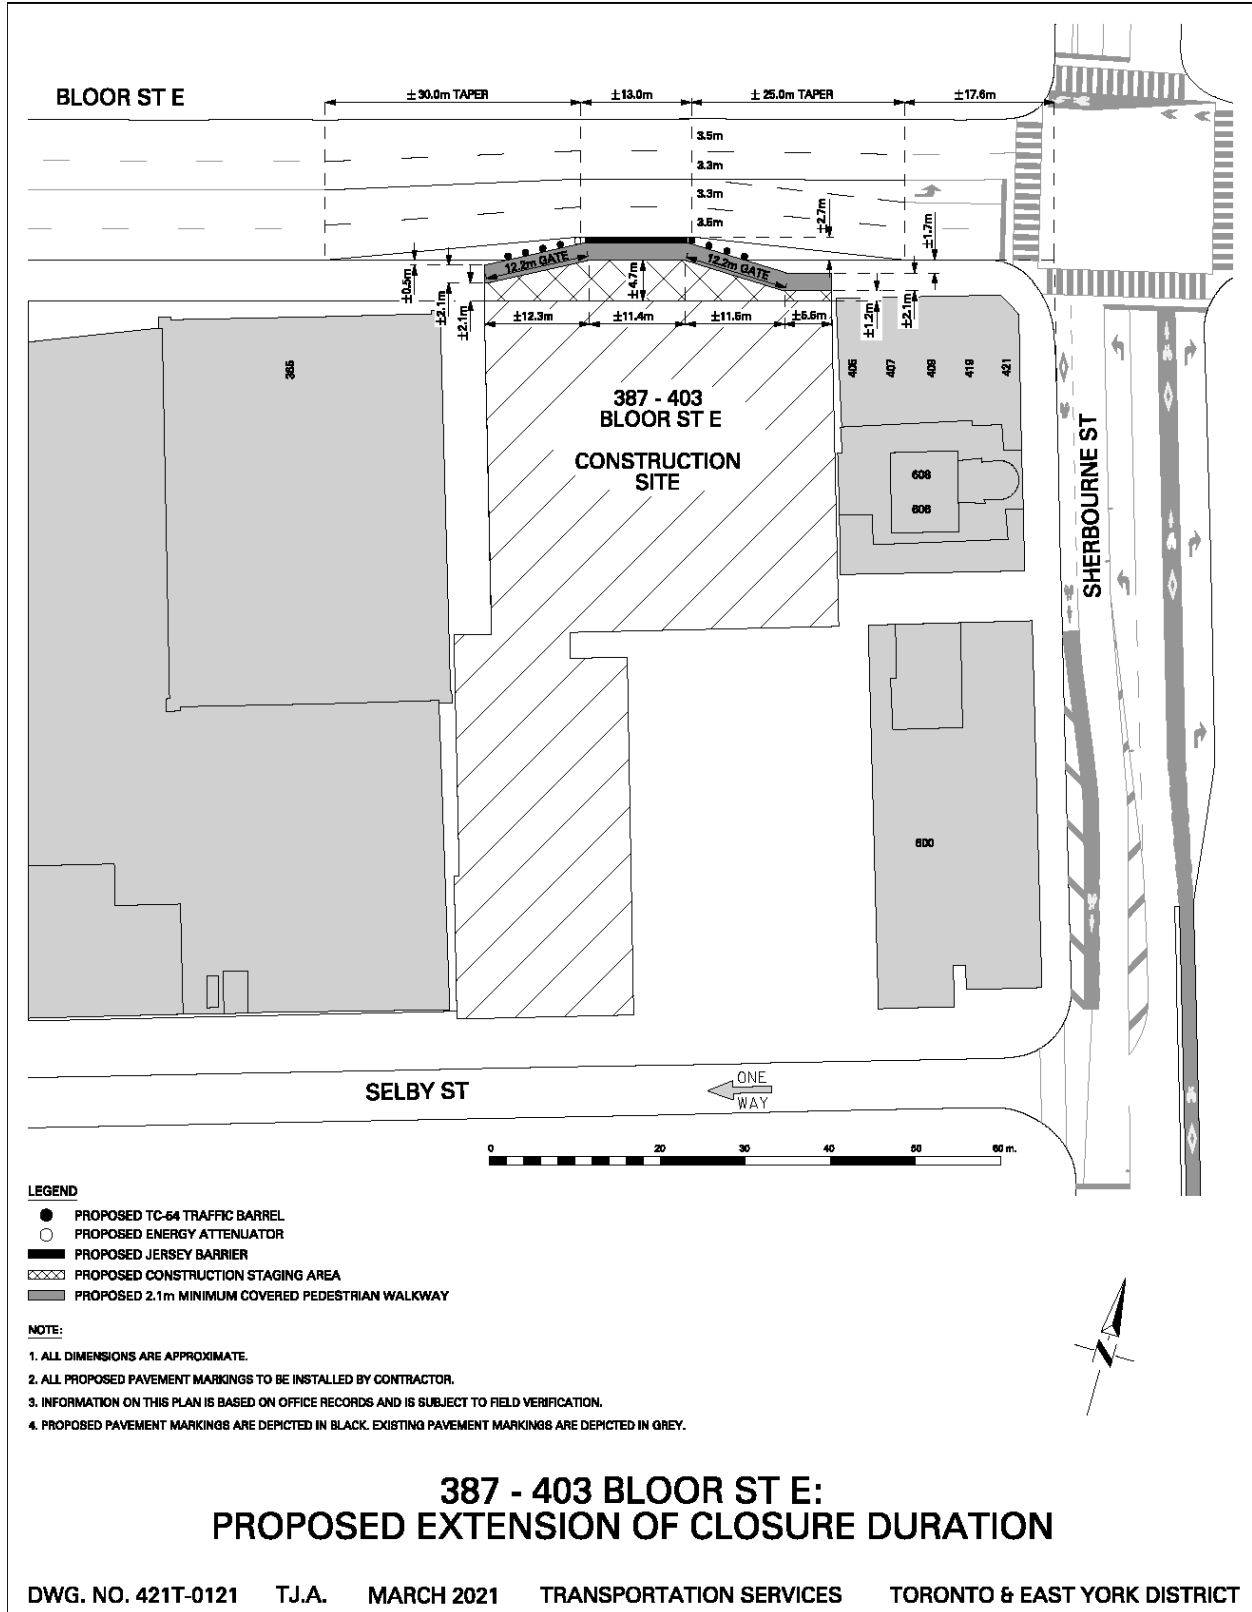 BLOOR ST E
±30.0m TAPER
±13.0m
±25.0m TAPER
±17.6m
3.5m
3.3m
3.3m
3.5m
±2.7m
±1.7m
12.2m GATE
12.2m GATE
±0.5m
±2.1m
±2.1m
±4.7m
±1.2m
±2.1m
±12.3m
±11.4m
±11.5m
±5.5m
365
405
407
409
419
421
387 - 403
BLOOR ST E
CONSTRUCTION
SITE
608
606
SHERBOURNE ST
600
SELBY ST
ONE
WAY
0
20
30
40
50
60 m.
LEGEND
PROPOSED TC-54 TRAFFIC BARREL
PROPOSED ENERGY ATTENUATOR
PROPOSED JERSEY BARRIER
PROPOSED CONSTRUCTION STAGING AREA
PROPOSED 2.1m MINIMUM COVERED PEDESTRIAN WALKWAY
NOTE:
1. ALL DIMENSIONS ARE APPROXIMATE.
2. ALL PROPOSED PAVEMENT MARKINGS TO BE INSTALLED BY CONTRACTOR.
3. INFORMATION ON THIS PLAN IS BASED ON OFFICE RECORDS AND IS SUBJECT TO FIELD VERIFICATION.
4. PROPOSED PAVEMENT MARKINGS ARE DEPICTED IN BLACK. EXISTING PAVEMENT MARKINGS ARE DEPICTED IN GREY.
N
387 - 403 BLOOR ST E:
PROPOSED EXTENSION OF CLOSURE DURATION
DWG. NO. 421T-0121 T.J.A. MARCH 2021 TRANSPORTATION SERVICES TORONTO & EAST YORK DISTRICT